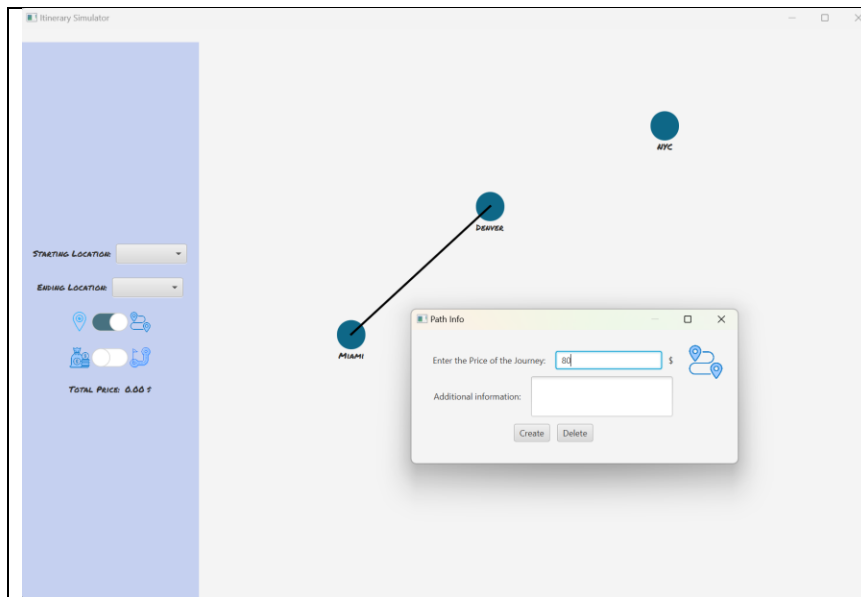 Itinerary Simulator
NYC
DENVER
STARTING LOCATION:
ENDING LOCATION:
MIAMI
TOTAL PRICE: 0.00 $
Path Info
Enter the Price of the Journey: 80 $
Additional information:
Create Delete